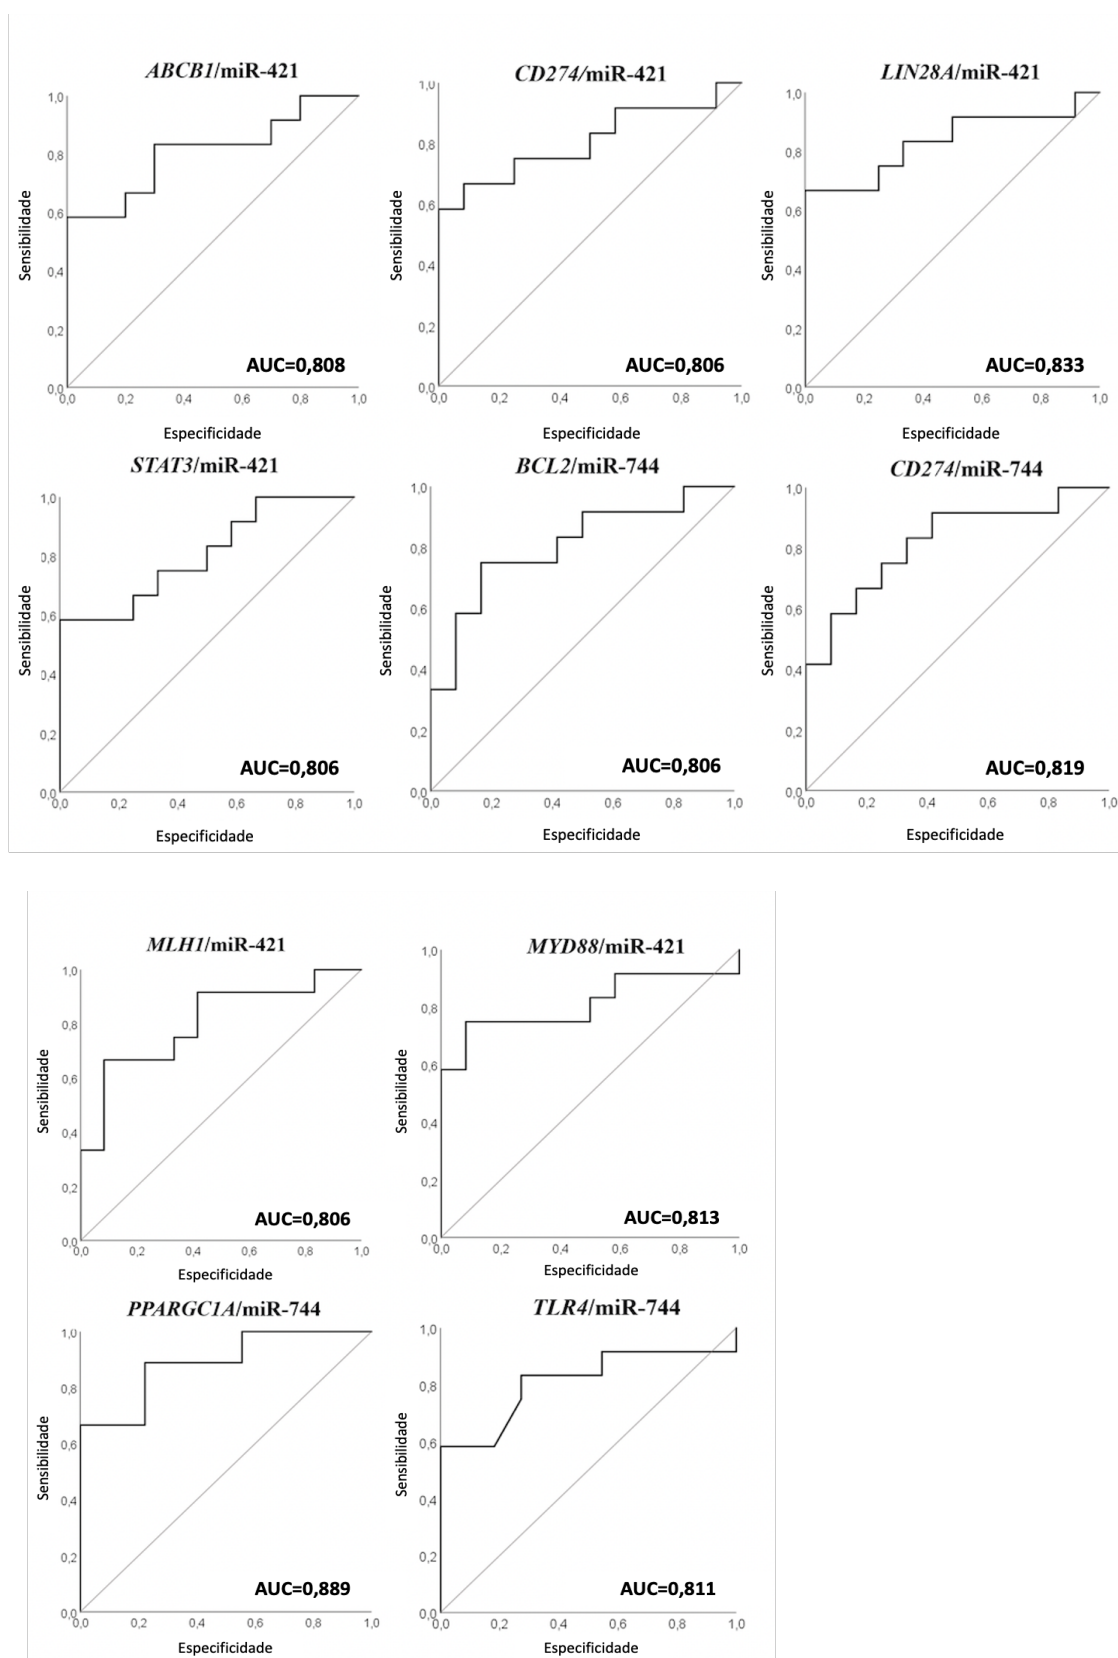 ABCB1/miR-421
Sensibilidade
1,0
0,8
0,6
0,4
0,2
0,0
0,0 0,2 0,4 0,6 0,8 1,0
AUC=0,808
Especificidade
CD274/miR-421
Sensibilidade
1,0
0,8
0,6
0,4
0,2
0,0
0,0 0,2 0,4 0,6 0,8 1,0
AUC=0,806
Especificidade
LIN28A/miR-421
Sensibilidade
1,0
0,8
0,6
0,4
0,2
0,0
0,0 0,2 0,4 0,6 0,8 1,0
AUC=0,833
Especificidade
STAT3/miR-421
Sensibilidade
1,0
0,8
0,6
0,4
0,2
0,0
0,0 0,2 0,4 0,6 0,8 1,0
AUC=0,806
Especificidade
BCL2/miR-744
Sensibilidade
1,0
0,8
0,6
0,4
0,2
0,0
0,0 0,2 0,4 0,6 0,8 1,0
AUC=0,806
Especificidade
CD274/miR-744
Sensibilidade
1,0
0,8
0,6
0,4
0,2
0,0
0,0 0,2 0,4 0,6 0,8 1,0
AUC=0,819
Especificidade
MLH1/miR-421
Sensibilidade
1,0
0,8
0,6
0,4
0,2
0,0
0,0 0,2 0,4 0,6 0,8 1,0
AUC=0,806
Especificidade
MYD88/miR-421
Sensibilidade
1,0
0,8
0,6
0,4
0,2
0,0
0,0 0,2 0,4 0,6 0,8 1,0
AUC=0,813
Especificidade
PPARGC1A/miR-744
Sensibilidade
1,0
0,8
0,6
0,4
0,2
0,0
0,0 0,2 0,4 0,6 0,8 1,0
AUC=0,889
Especificidade
TLR4/miR-744
Sensibilidade
1,0
0,8
0,6
0,4
0,2
0,0
0,0 0,2 0,4 0,6 0,8 1,0
AUC=0,811
Especificidade